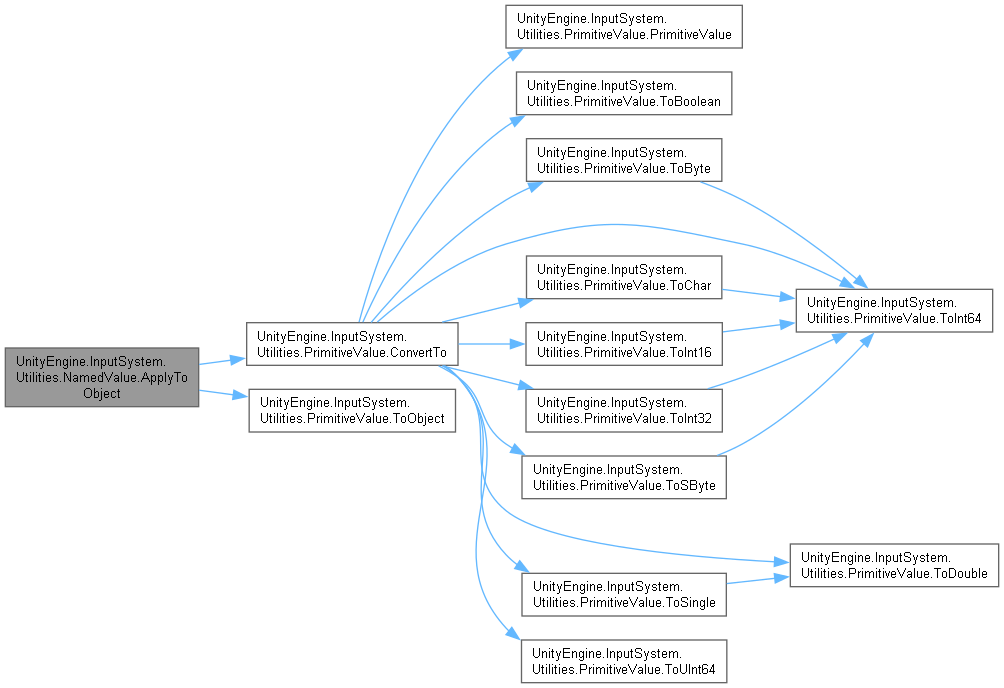 UnityEngine.InputSystem.
Utilities.NamedValue.ApplyTo
Object
UnityEngine.InputSystem.
Utilities.PrimitiveValue.ConvertTo
UnityEngine.InputSystem.
Utilities.PrimitiveValue.ToObject
UnityEngine.InputSystem.
Utilities.PrimitiveValue.PrimitiveValue
UnityEngine.InputSystem.
Utilities.PrimitiveValue.ToBoolean
UnityEngine.InputSystem.
Utilities.PrimitiveValue.ToByte
UnityEngine.InputSystem.
Utilities.PrimitiveValue.ToChar
UnityEngine.InputSystem.
Utilities.PrimitiveValue.ToInt16
UnityEngine.InputSystem.
Utilities.PrimitiveValue.ToInt32
UnityEngine.InputSystem.
Utilities.PrimitiveValue.ToSByte
UnityEngine.InputSystem.
Utilities.PrimitiveValue.ToSingle
UnityEngine.InputSystem.
Utilities.PrimitiveValue.ToUInt64
UnityEngine.InputSystem.
Utilities.PrimitiveValue.ToInt64
UnityEngine.InputSystem.
Utilities.PrimitiveValue.ToDouble